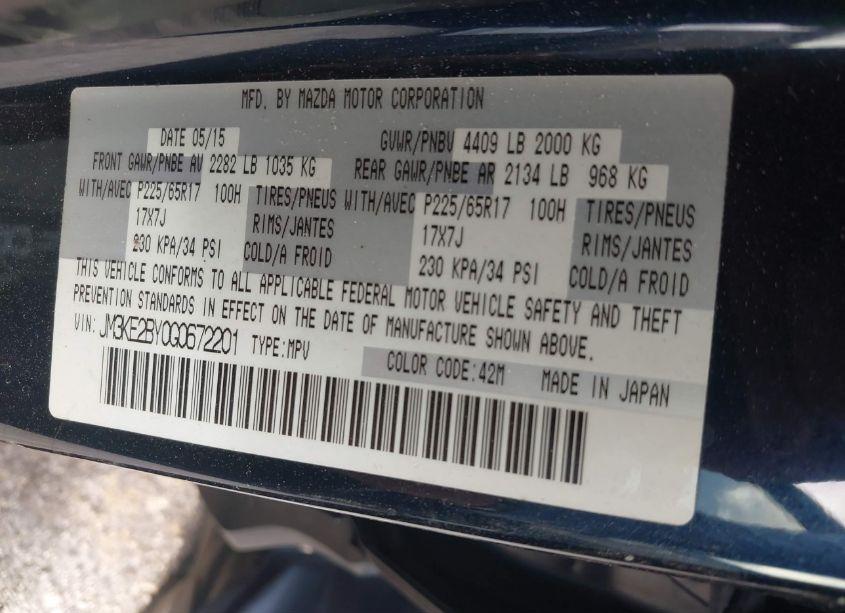 MFD. BY MAZDA MOTOR CORPORATION
DATE 05/15 GVWR/PNBV 4409 LB 2000 KG
FRONT GAWR/PNBE AV 2282 LB 1035 KG REAR GAWR/PNBE AR 2134 LB 968 KG
WITH/AVEC P225/65R17 100H TIRES/PNEUS WITH/AVEC P225/65R17 100H TIRES/PNEUS
17X7J RIMS/JANTES 17X7J RIMS/JANTES
230 KPA/34 PSI COLD/A FROID 230 KPA/34 PSI COLD/A FROID
THIS VEHICLE CONFORMS TO ALL APPLICABLE FEDERAL MOTOR VEHICLE SAFETY AND THEFT
PREVENTION STANDARDS IN EFFECT ON THE DATE OF MANUFACTURE SHOWN ABOVE.
VIN: JM3KE2BY0G0672201 TYPE:MPV COLOR CODE:42M MADE IN JAPAN